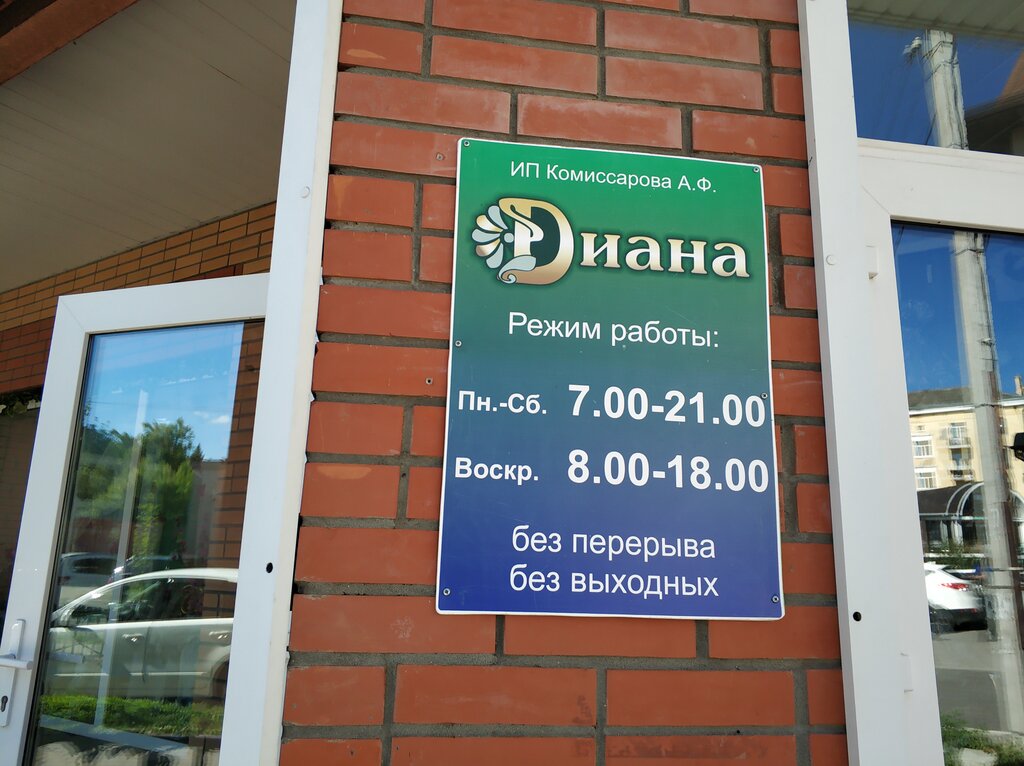 ИП Комиссарова А.Ф.
Диана
Режим работы:
Пн.-Сб. 7.00-21.00
Воскр. 8.00-18.00
без перерыва
без выходных